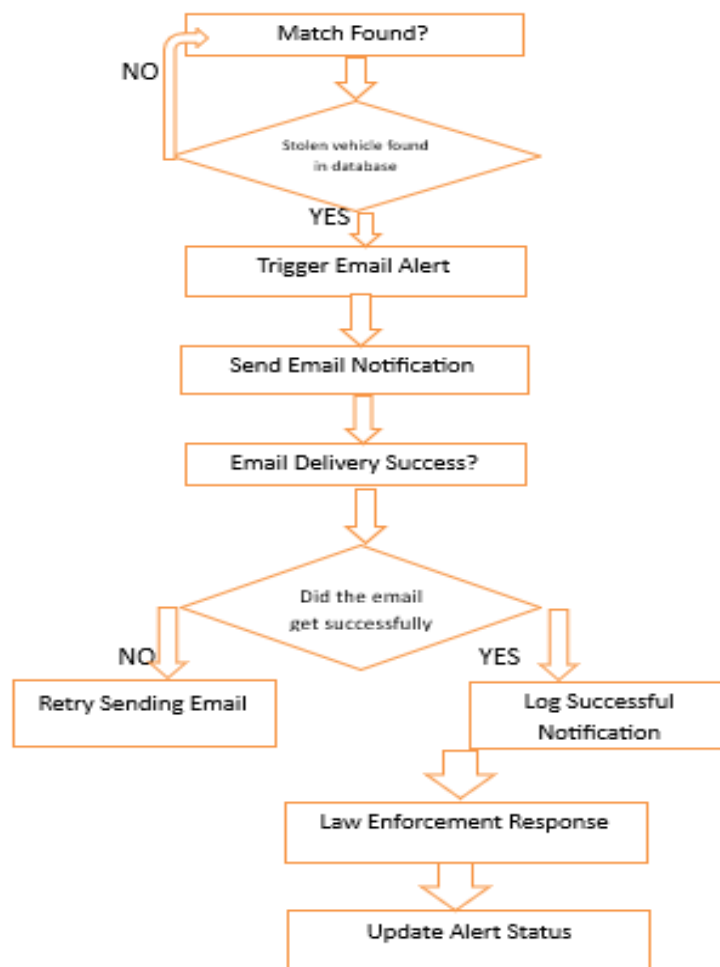 Match Found?
NO
Stolen vehicle found
in database
YES
Trigger Email Alert
Send Email Notification
Email Delivery Success?
Did the email
get successfully
NO
YES
Retry Sending Email
Log Successful
Notification
Law Enforcement Response
Update Alert Status